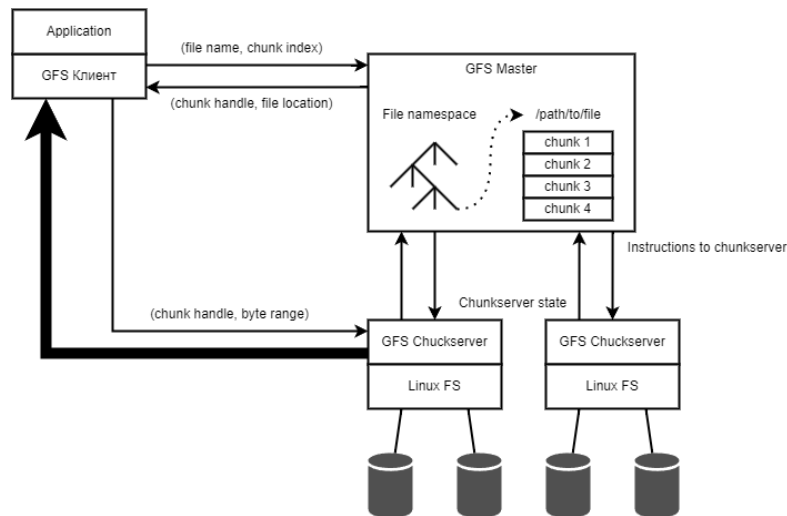 Application
GFS Клиент
(file name, chunk index)
(chunk handle, file location)
GFS Master
File namespace
/path/to/file
chunk 1
chunk 2
chunk 3
chunk 4
Instructions to chunkserver
Chunkserver state
(chunk handle, byte range)
GFS Chuckserver
Linux FS
GFS Chuckserver
Linux FS